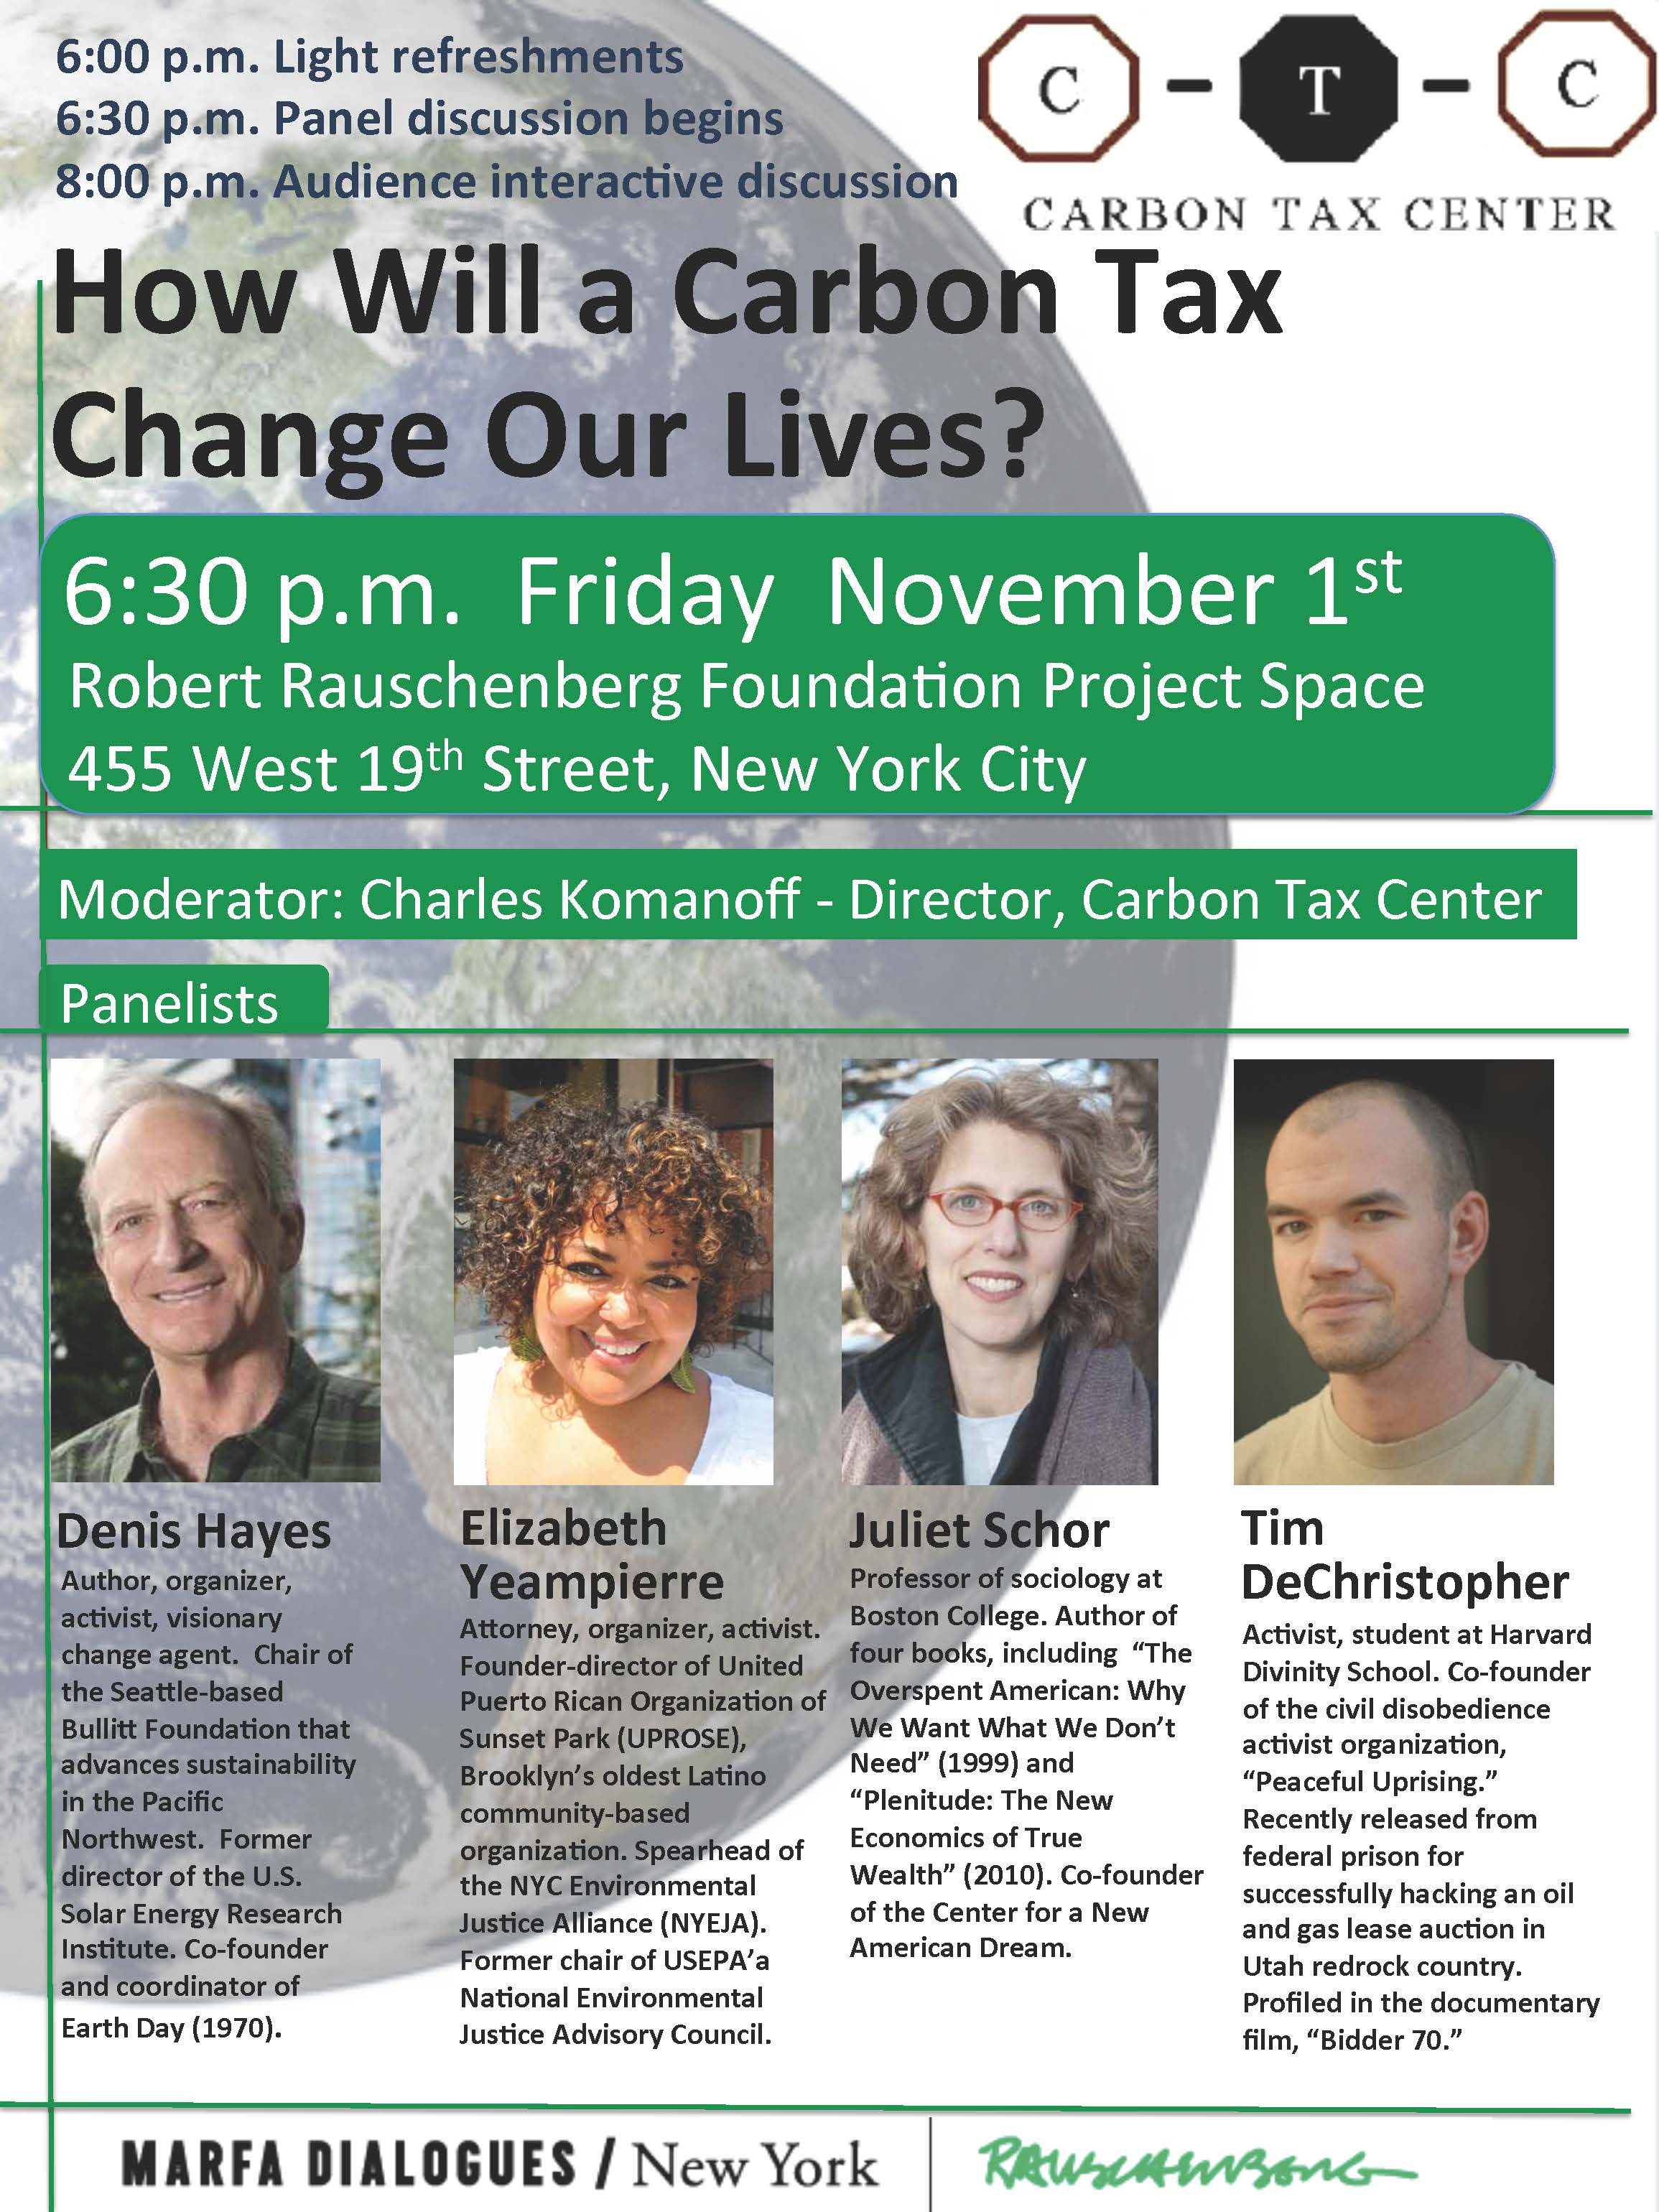 6:00 p.m. Light refreshments
6:30 p.m. Panel discussion begins
8:00 p.m. Audience interactive discussion
C - T - C
CARBON TAX CENTER
How Will a Carbon Tax
Change Our Lives?
6:30 p.m. Friday November 1st
Robert Rauschenberg Foundation Project Space
455 West 19th Street, New York City
Moderator: Charles Komanoff - Director, Carbon Tax Center
Panelists
Denis Hayes
Author, organizer,
activist, visionary
change agent. Chair of
the Seattle-based
Bullitt Foundation that
advances sustainability
in the Pacific
Northwest. Former
director of the U.S.
Solar Energy Research
Institute. Co-founder
and coordinator of
Earth Day (1970).
Elizabeth
Yeampierre
Attorney, organizer, activist.
Founder-director of United
Puerto Rican Organization of
Sunset Park (UPROSE),
Brooklyn's oldest Latino
community-based
organization. Spearhead of
the NYC Environmental
Justice Alliance (NYEJA).
Former chair of USEPA'a
National Environmental
Justice Advisory Council.
Juliet Schor
Professor of sociology at
Boston College. Author of
four books, including “The
Overspent American: Why
We Want What We Don't
Need” (1999) and
“Plenitude: The New
Economics of True
Wealth” (2010). Co-founder
of the Center for a New
American Dream.
Tim
DeChristopher
Activist, student at Harvard
Divinity School. Co-founder
of the civil disobedience
activist organization,
“Peaceful Uprising.”
Recently released from
federal prison for
successfully hacking an oil
and gas lease auction in
Utah redrock country.
Profiled in the documentary
film, “Bidder 70.”
MARFA DIALOGUES / New York
RAUSCHENBERG